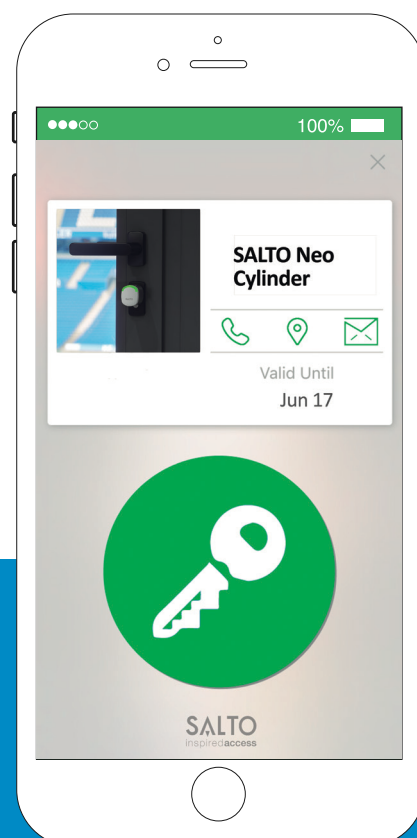 100%
SALTO Neo
Cylinder
Valid Until
Jun 17
SALTO
inspiredaccess